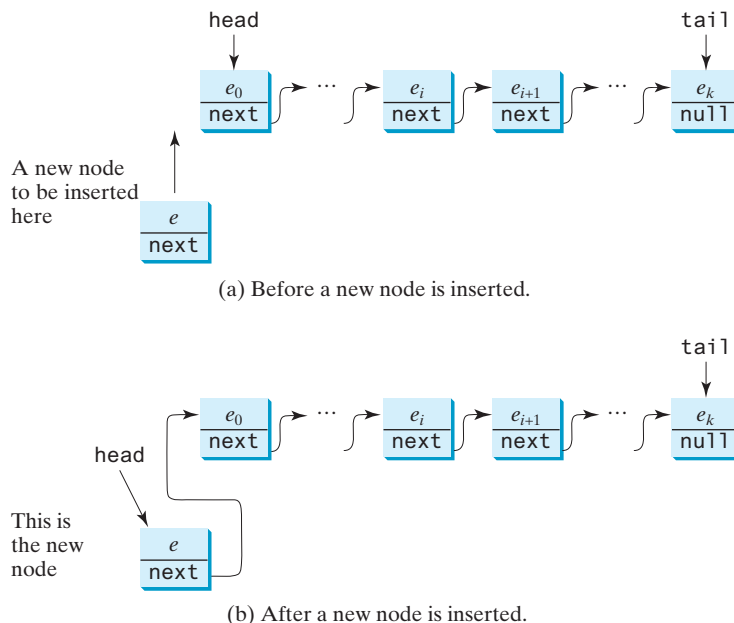 head tail
e₀ ... eᵢ eᵢ₊₁ ... eₖ
next next next null
A new node
to be inserted
here
e
next
(a) Before a new node is inserted.
tail
e₀ ... eᵢ eᵢ₊₁ ... eₖ
next next next null
head
This is
the new
node
e
next
(b) After a new node is inserted.